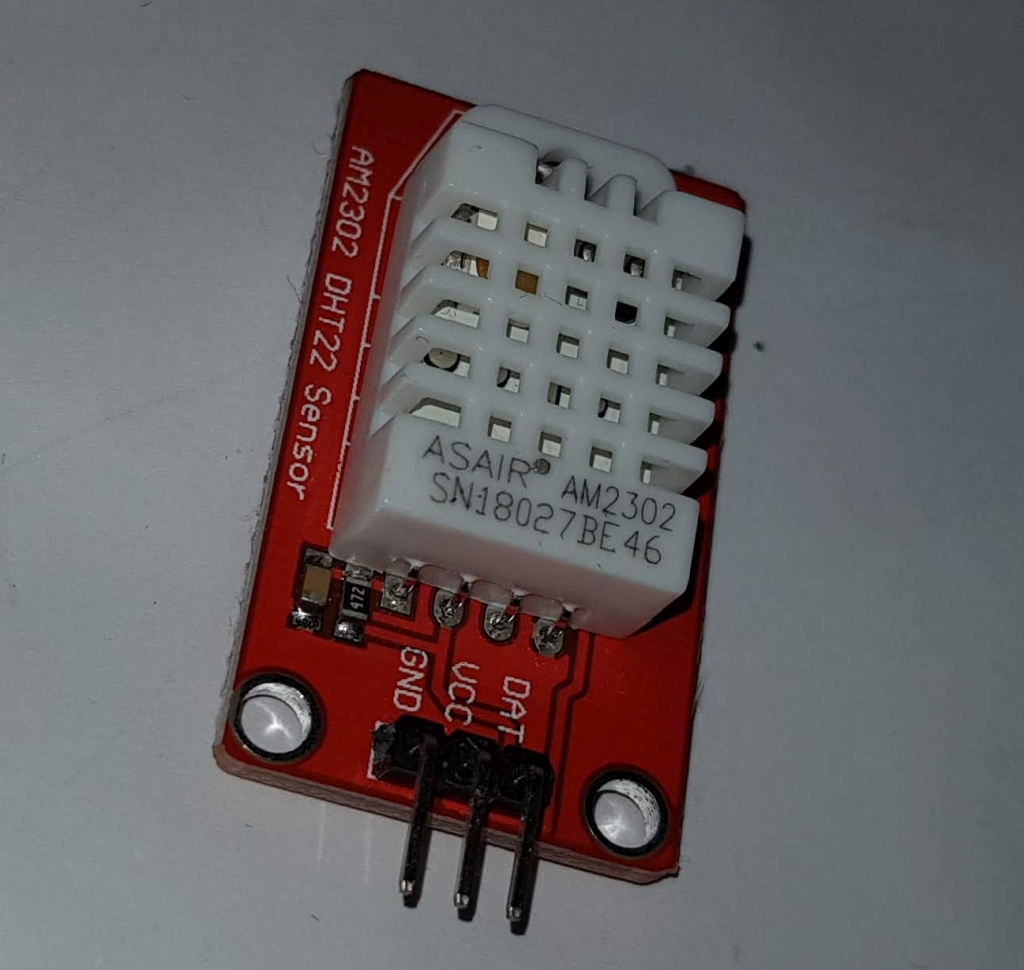 AM2302 DHT22 Sensor
ASAIR® AM2302
SN18027BE46
472
GND
VCC
DAT